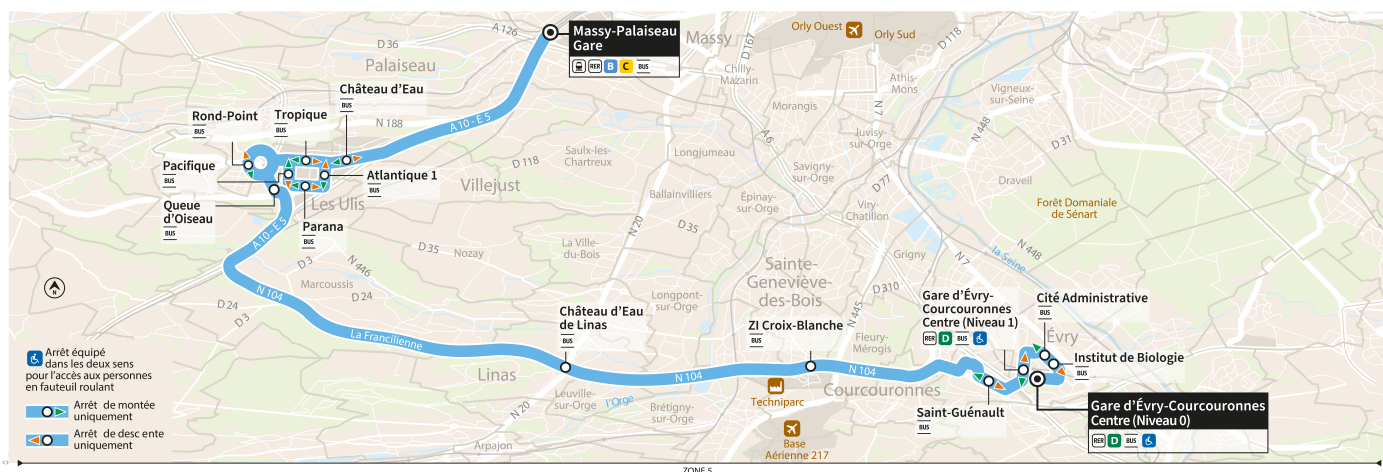 Massy-Palaiseau
Gare
RER B C BUS
A 126
D 36
Palaiseau
Massy
D 167
Orly Ouest
Orly Sud
D 118
Chilly-
Mazarin
Athis-
Mons
Vigneux-
sur-Seine
Morangis
N 7
N 448
D 31
Château d'Eau
BUS
Rond-Point
BUS
Tropique
BUS
N 188
A 10 - E 5
A 6
Juvisy-
sur-Orge
Saulx-les-
Chartreux
Longjumeau
D 118
Pacifique
BUS
Atlantique 1
BUS
Villejust
Savigny-
sur-Orge
D 77
Draveil
Ballainvilliers
Épinay-
sur-Orge
Viry-
Chatillon
Forêt Domaniale
de Sénart
Queue
d'Oiseau
BUS
Les Ulis
Parana
BUS
A 10 - E 5
N 20
D 35
D 35
Nozay
La Ville-
du-Bois
Grigny
N 7
la Seine
N 448
D 3
N 446
Marcoussis
D 24
D 24
D 3
N 104
N
Sainte-
Geneviève-
des-Bois
D 310
Longpont-
sur-Orge
N 445
Gare d'Évry-
Courcouronnes
Centre (Niveau 1)
RER D BUS
Cité Administrative
BUS
Château d'Eau
de Linas
BUS
ZI Croix-Blanche
BUS
Fleury-
Mérogis
Évry
La Francilienne
Institut de Biologie
BUS
Arrêt équipé
dans les deux sens
pour l'accès aux personnes
en fauteuil roulant
Linas
N 104
N 104
Courcouronnes
Leuville-
sur-Orge
l'Orge
Techniparc
Arrêt de montée
uniquement
N 20
Brétigny-
sur-Orge
Saint-Guénault
BUS
Gare d'Évry-Courcouronnes
Centre (Niveau 0)
RER D BUS
Arrêt de desc ente
uniquement
Arpajon
Base
Aérienne 217
ZONE 5